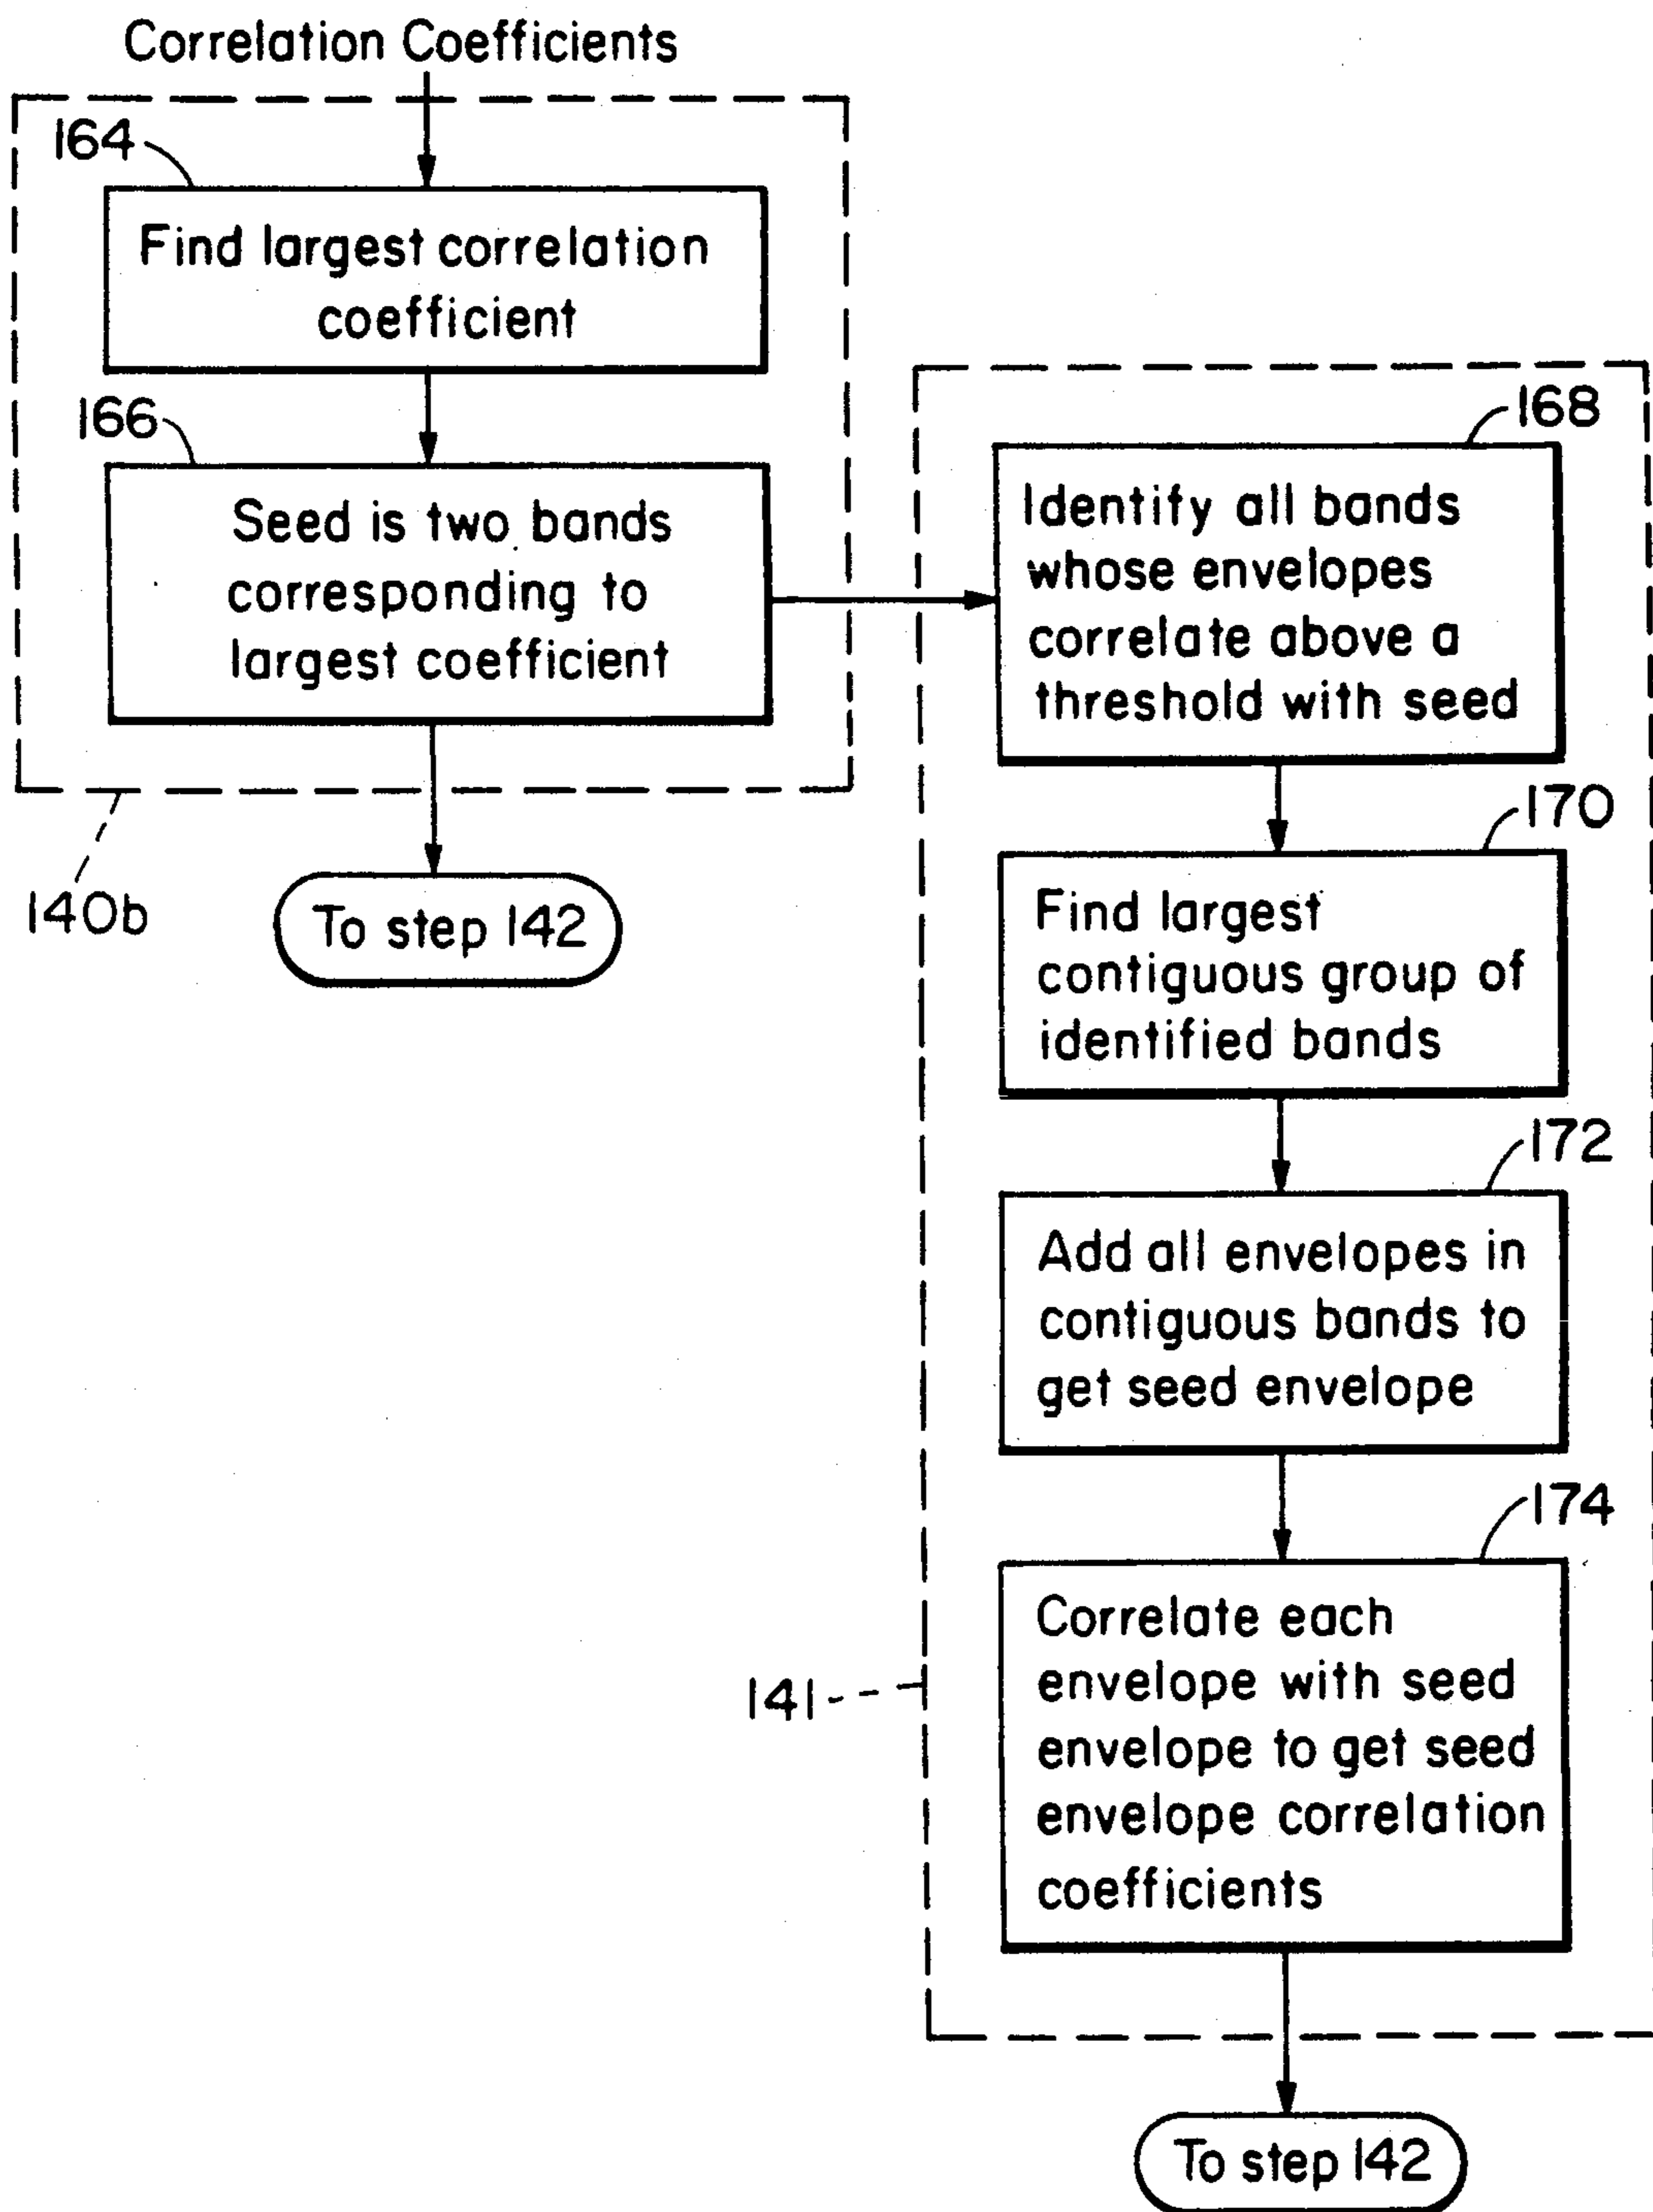 Correlation Coefficients
164
Find largest correlation
coefficient
166
Seed is two bands
corresponding to
largest coefficient
140b
To step 142
168
Identify all bands
whose envelopes
correlate above a
threshold with seed
170
Find largest
contiguous group of
identified bands
172
Add all envelopes in
contiguous bands to
get seed envelope
174
Correlate each
envelope with seed
envelope to get seed
envelope correlation
coefficients
141
To step 142